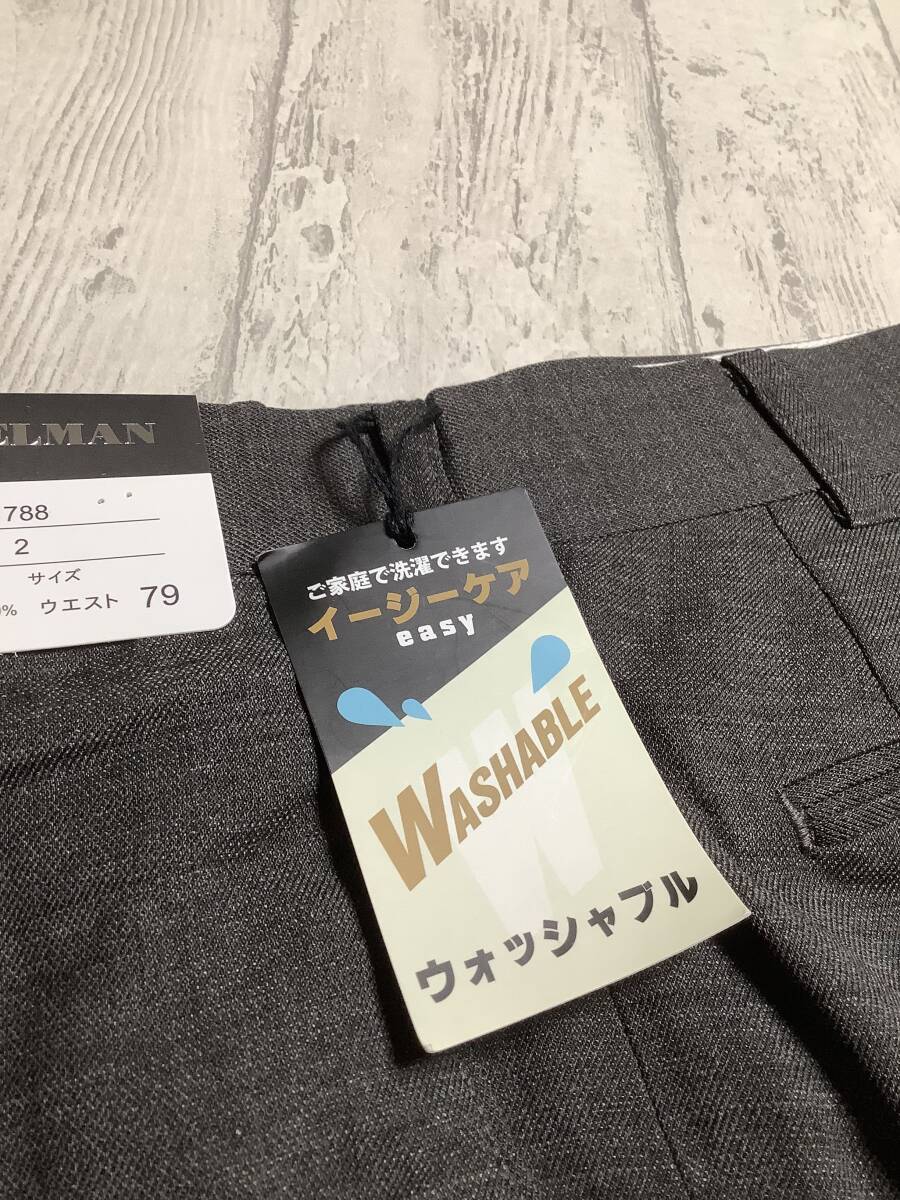 ELMAN
788
2
サイズ
% ウエスト 79
ご家庭で洗濯できます
イージーケア
easy
WASHABLE
W
ウォッシャブル